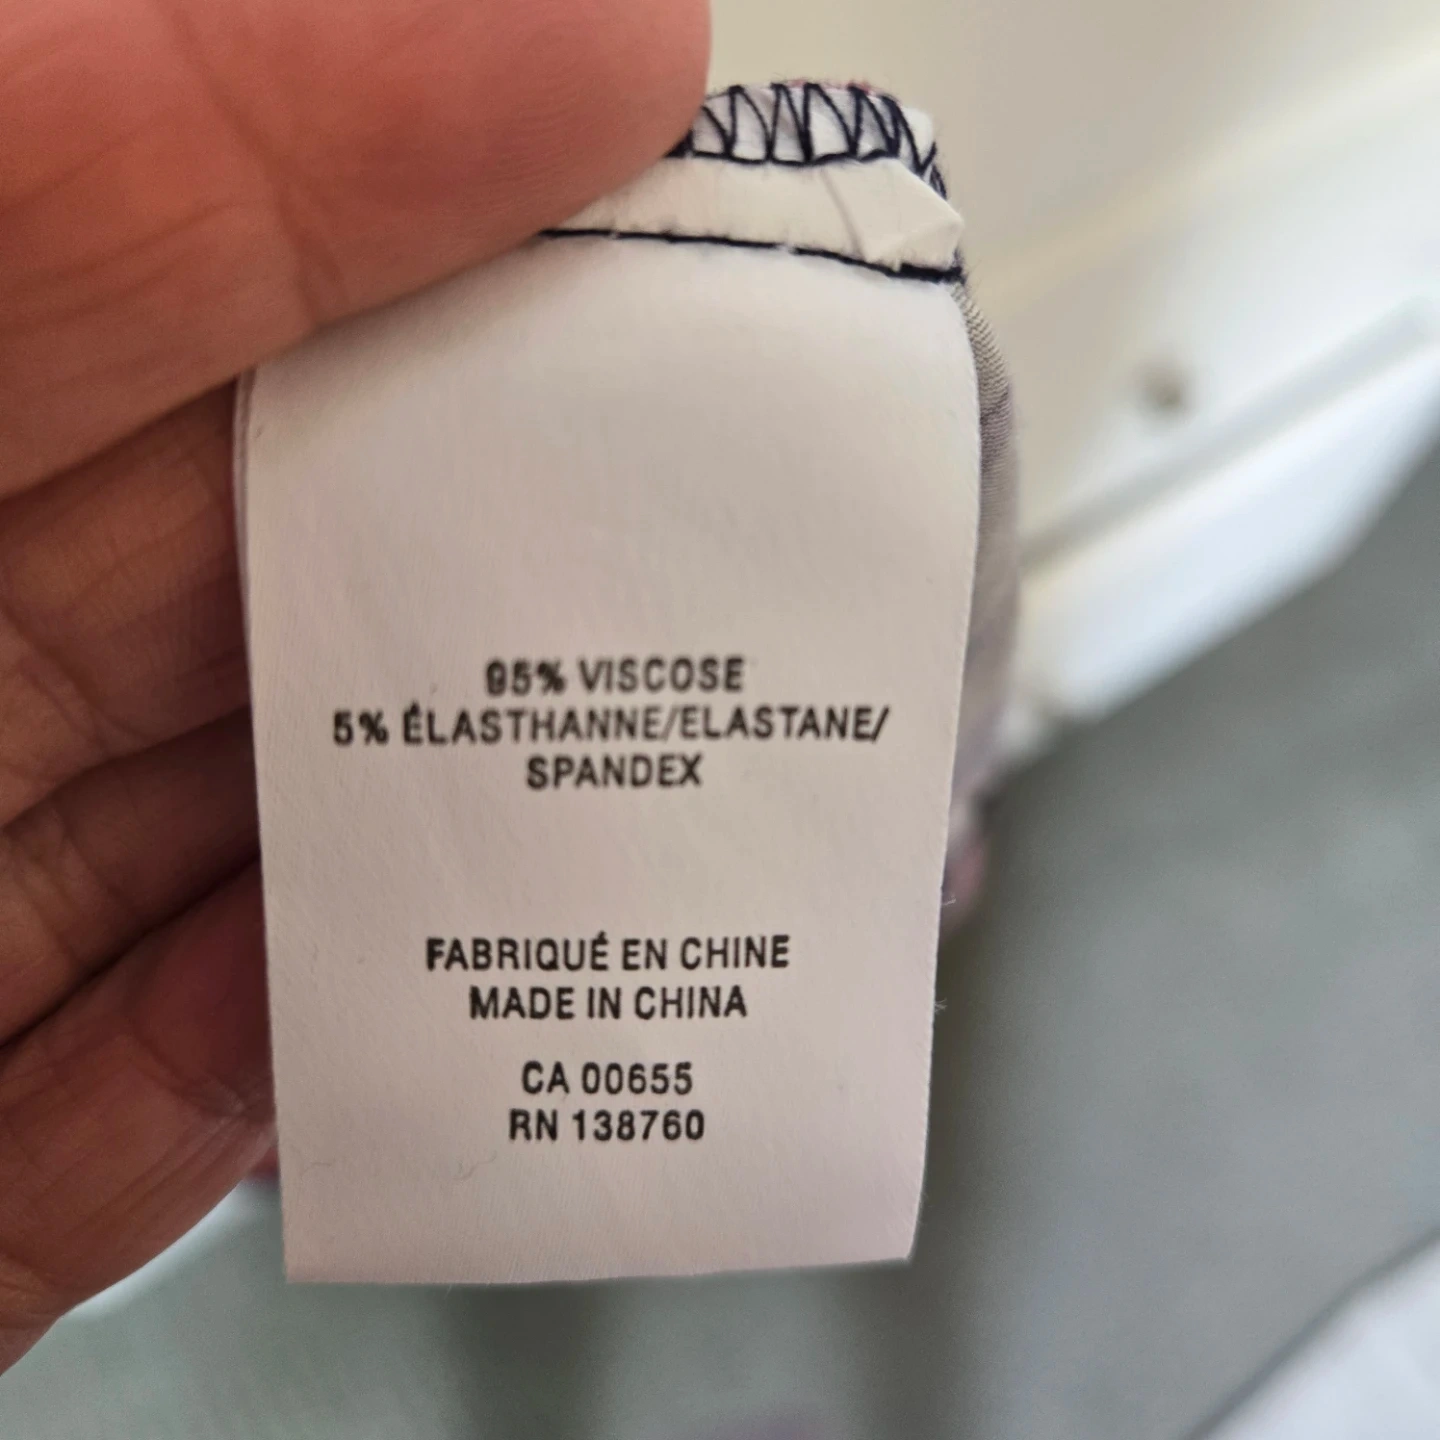 95% VISCOSE
5% ÉLASTHANNE/ELASTANE/
SPANDEX
FABRIQUÉ EN CHINE
MADE IN CHINA
CA 00655
RN 138760